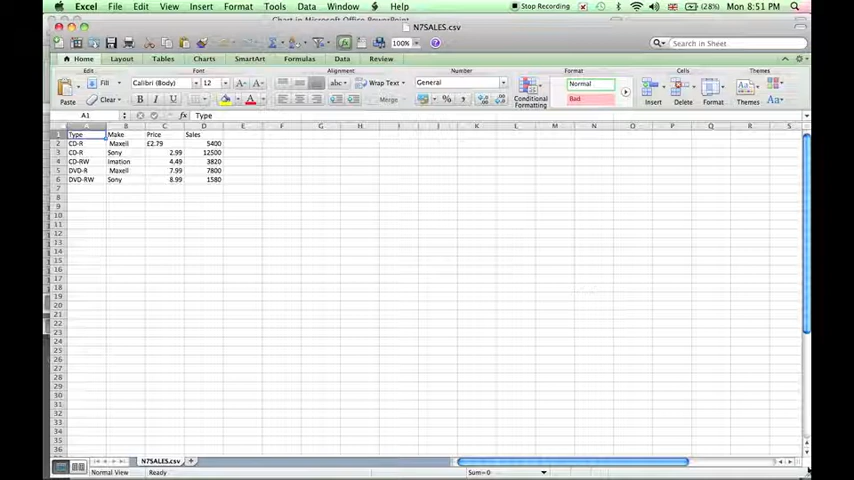 Excel File Edit View Insert Format Tools Data Window Help Stop Recording (28%) Mon 8:51 PM
Chart in Microsoft Office PowerPoint
N7SALES.csv
100% Search in Sheet
Home Layout Tables Charts SmartArt Formulas Data Review
Edit Font Alignment Number Format Cells Themes
Fill Calibri (Body) 12 A A abc Wrap Text General Normal
Paste Clear B I U A Merge % Conditional Formatting Bad Insert Delete Format Themes Aa
A1 fx Type
A B C D E F G H I J K L M N O P Q R S
1 Type Make Price Sales
2 CD-R Maxell £2.79 5400
3 CD-R Sony 2.99 12500
4 CD-RW Imation 4.49 3820
5 DVD-R Maxell 7.99 7800
6 DVD-RW Sony 8.99 1580
7
8
9
10
11
12
13
14
15
16
17
18
19
20
21
22
23
24
25
26
27
28
29
30
31
32
33
34
35
36
N7SALES.csv
Normal View Ready Sum=0